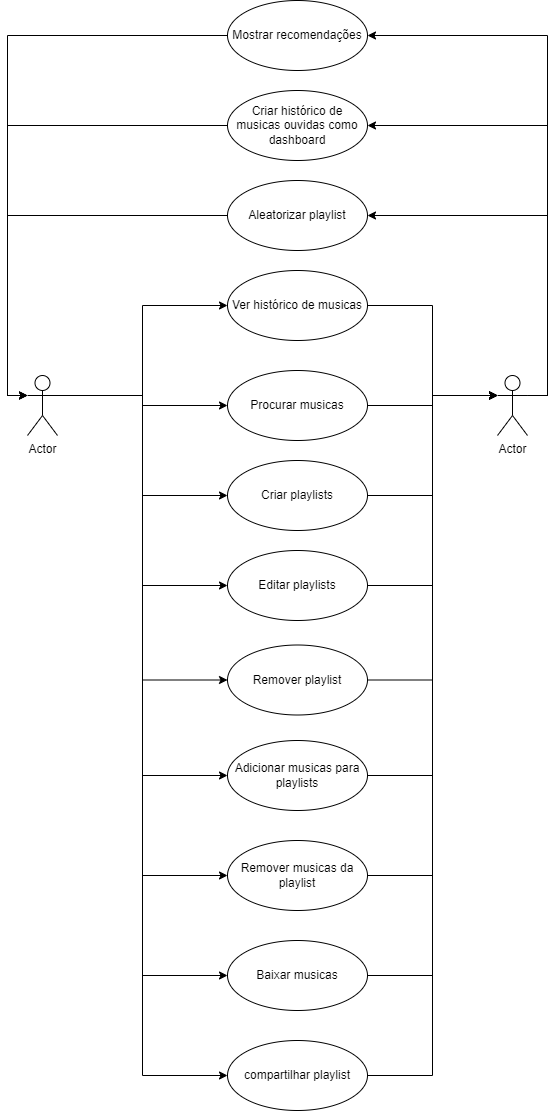 Mostrar recomendações
Criar histórico de
musicas ouvidas como
dashboard
Aleatorizar playlist
Ver histórico de musicas
Actor
Actor
Procurar musicas
Criar playlists
Editar playlists
Remover playlist
Adicionar musicas para
playlists
Remover musicas da
playlist
Baixar musicas
compartilhar playlist